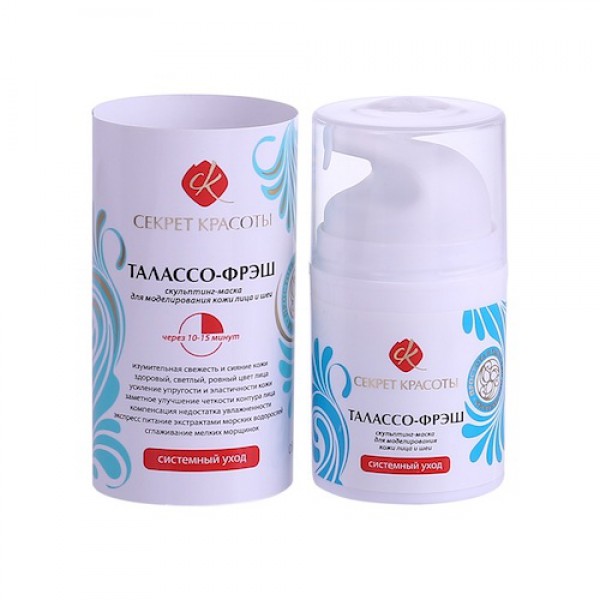 СК
СЕКРЕТ КРАСОТЫ
ТАЛАССО-ФРЭШ
скульптинг-маска
для моделирования кожи лица и шеи
через 10-15 минут
изумительная свежесть и сияние кожи
здоровый, светлый, ровный цвет лица
усиление упругости и эластичности кожи
заметное улучшение четкости контура лица
компенсация недостатка увлажненности
экспресс питание экстрактами морских водорослей
сглаживание мелких морщинок
системный уход
СК
СЕКРЕТ КРАСОТЫ
ТАЛАССО-ФРЭШ
скульптинг-маска
для моделирования
кожи лица и шеи
системный уход